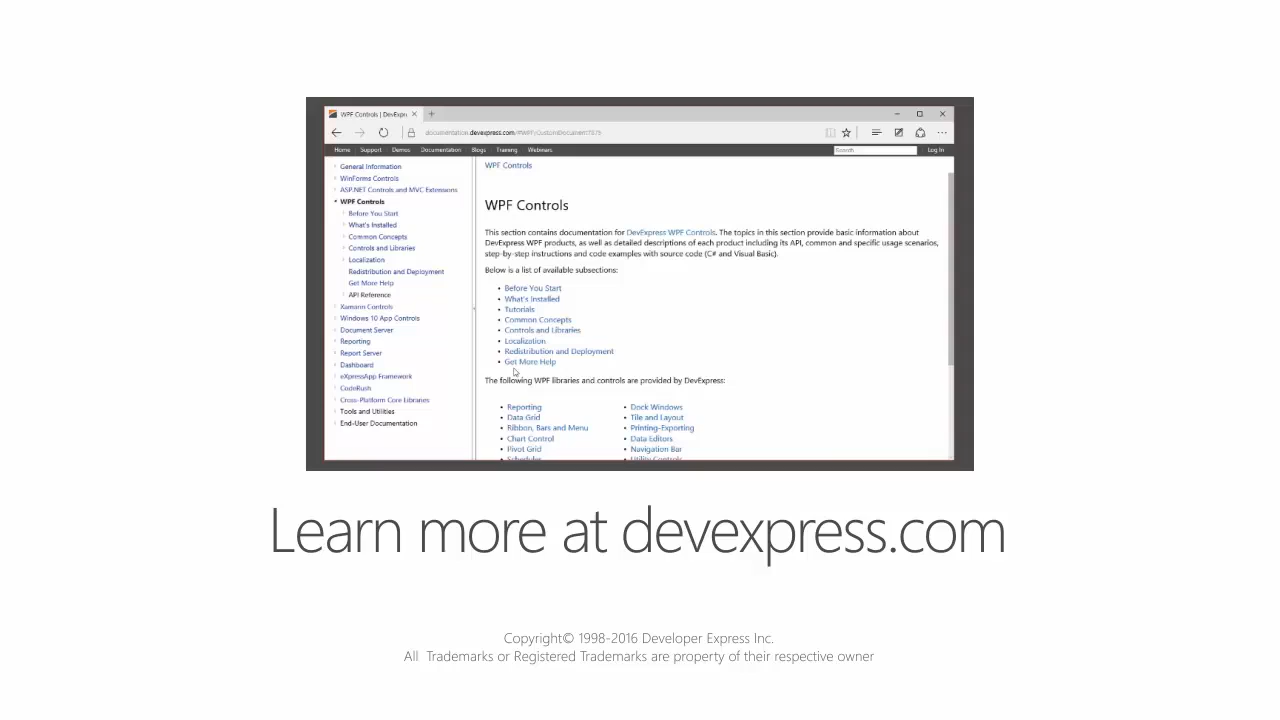 WPF Controls | DevExpr
documentation.devexpress.com/#WPF/CustomDocument7875
Home Support Demos Documentation Blogs Training Webinars Search Log In
General Information
WinForms Controls
ASP.NET Controls and MVC Extensions
WPF Controls
Before You Start
What's Installed
Common Concepts
Controls and Libraries
Localization
Redistribution and Deployment
Get More Help
API Reference
Xamarin Controls
Windows 10 App Controls
Document Server
Reporting
Report Server
Dashboard
eXpressApp Framework
CodeRush
Cross-Platform Core Libraries
Tools and Utilities
End-User Documentation
WPF Controls
WPF Controls
This section contains documentation for DevExpress WPF Controls. The topics in this section provide basic information about
DevExpress WPF products, as well as detailed descriptions of each product including its API, common and specific usage scenarios,
step-by-step instructions and code examples with source code (C# and Visual Basic).
Below is a list of available subsections:
• Before You Start
• What's Installed
• Tutorials
• Common Concepts
• Controls and Libraries
• Localization
• Redistribution and Deployment
• Get More Help
The following WPF libraries and controls are provided by DevExpress:
• Reporting
• Data Grid
• Ribbon, Bars and Menu
• Chart Control
• Pivot Grid
• Scheduler
• Dock Windows
• Tile and Layout
• Printing-Exporting
• Data Editors
• Navigation Bar
• Utility Controls
Learn more at devexpress.com
Copyright© 1998-2016 Developer Express Inc.
All Trademarks or Registered Trademarks are property of their respective owner